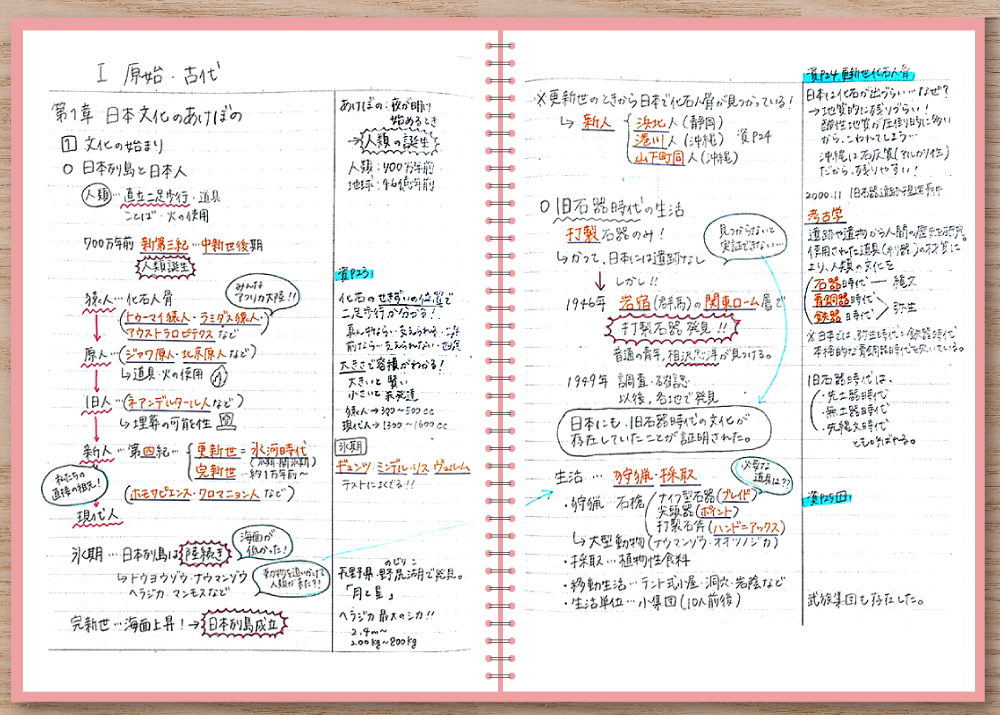 I 原始・古代
第1章 日本文化のあけぼの
1 文化の始まり
○ 日本列島と日本人
人類…直立二足歩行・道具
ことば・火の使用
700万年前 新第三紀…中新世後期
人類誕生
みんな
アフリカ大陸!!
猿人…化石人骨
(トゥーマイ猿人・ラミダス猿人・
アウストラロピテクスなど)
原人…(ジャワ原人・北京原人など)
↳道具・火の使用
旧人…(ネアンデルタール人など)
↳埋葬の可能性
新人…第四紀…更新世=氷河時代
(氷期・間氷期)
完新世…約1万年前〜
私たちの
直接の祖先!
(ホモサピエンス・クロマニョン人など)
現代人
氷期…日本列島は陸続き
海面が
低かった!
↳トウヨウゾウ・ナウマンゾウ
ヘラジカ・マンモスなど
動物を追いかけて
人類が来た?!
完新世…海面上昇!→日本列島成立
あけぼの:夜が明け
始めるとき
→人類の誕生
人類:700万年前
地球:46億年前
資P23
化石のせきずいの位置で
二足歩行か分かる!
真ん中なら…支えられる
前なら…支えられない
大きさで容積がわかる!
大きいと 賢い
小さいと 未発達
猿人→300〜500cc
現代人→1300〜1600cc
氷期
ギュンツ・ミンデル・リス・ヴュルム
テストによくでる!!
のじりこ
長野県・野尻湖で発見。
「月と星」
ヘラジカ 最大のシカ!!
2.4m〜
200kg〜800kg
※更新世のときから日本で化石人骨が見つかっている!
↳新人
浜北人(静岡)
港川人(沖縄) 資P24
山下町洞人(沖縄)
○旧石器時代の生活
打製石器のみ!
↳かつて、日本には遺跡なし
見つからないと
実証できない…
↓しかし!!
1946年 岩宿(群馬)の関東ローム層で
打製石器 発見!!
普通の青年、相沢忠洋が見つける。
1949年 調査・確認
以後、各地で発見
日本にも、旧石器時代の文化が
存在していたことが証明された。
生活…狩猟・採取
必要な
道具は??
・狩猟…石槍
ナイフ型石器(ブレイド)
尖頭器(ポイント)
打製石斧(ハンドニアックス)
↳大型動物(ナウマンゾウ・オオツノジカ)
・採取…植物性食料
・移動生活…テント式小屋・洞穴・岩陰など
・生活単位…小集団(10人前後)
資P24 更新世化石人骨
日本は化石が出づらい…なぜ?
→地質的に残りづらい!
酸性地質が圧倒的に多い
から、こわれてしまう…
沖縄は石灰質(アルカリ性)
だから、残りやすい!
2000.11 旧石器遺跡捏造事件
考古学
遺跡や遺物から人間の歴史を研究。
使用された道具(利器)の材質に
より、人類の文化を
石器時代 ― 縄文
青銅器時代
鉄器時代 弥生
※日本では、弥生時代=鉄器時代
本格的な青銅器時代を欠いている。
旧石器時代は、
・先土器時代
・無土器時代
・先縄文時代
ともよばれる。
資P25
武族集団も存在した。